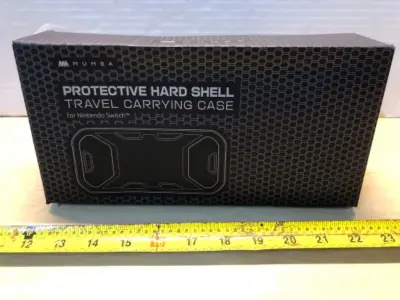 MUMBA
PROTECTIVE HARD SHELL
TRAVEL CARRYING CASE
for Nintendo Switch™
12 13 14 15 17 18 19 20 21 22 23